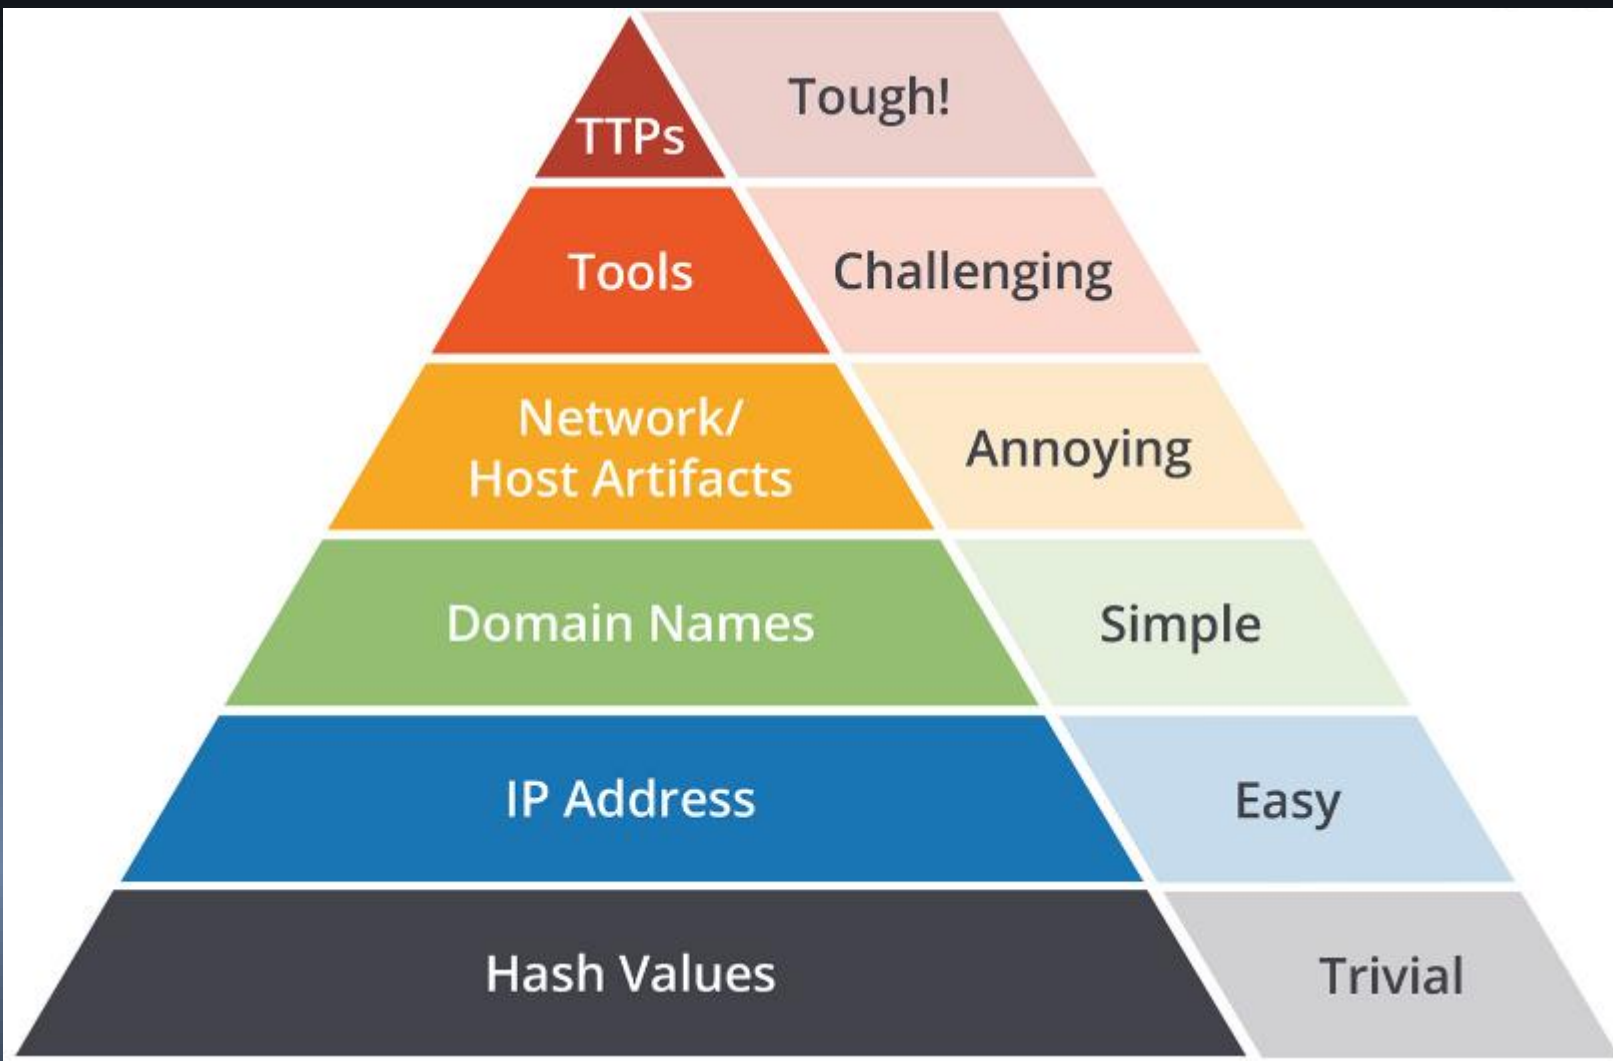 TTPs
Tough!
Tools
Challenging
Network/
Host Artifacts
Annoying
Domain Names
Simple
IP Address
Easy
Hash Values
Trivial